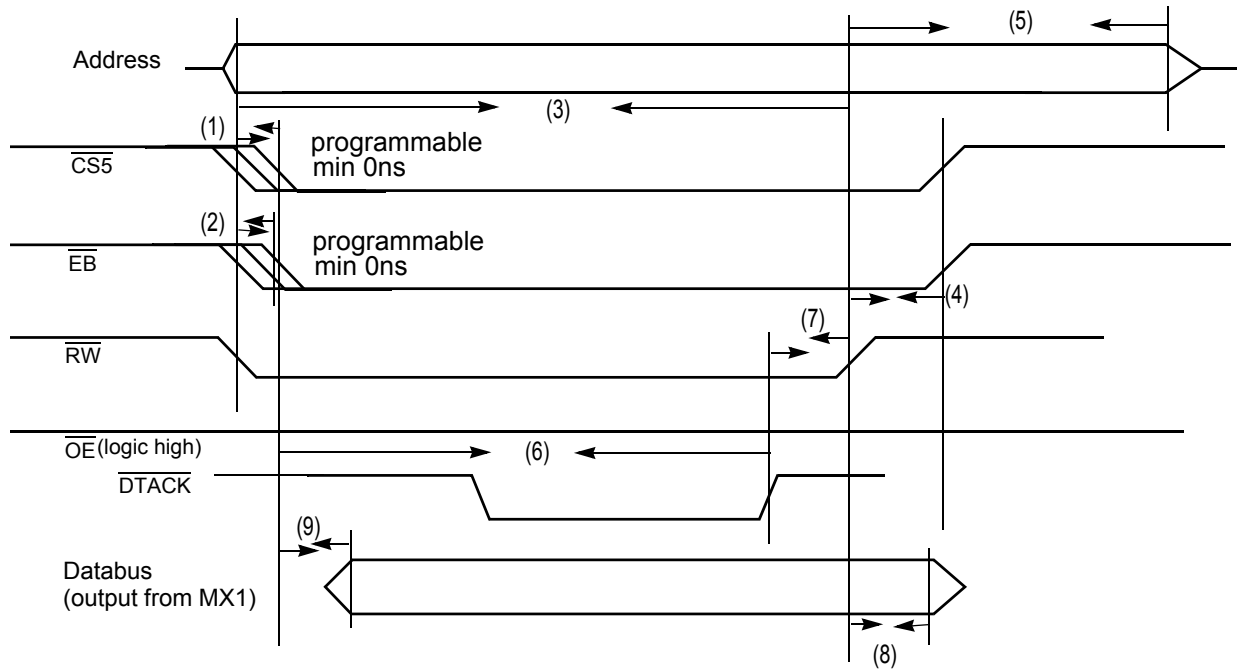 (5)
Address
(3)
(1)
programmable
min 0ns
CS5
(2)
programmable
min 0ns
EB
(4)
(7)
RW
OE (logic high)
(6)
DTACK
(9)
Databus
(output from MX1)
(8)